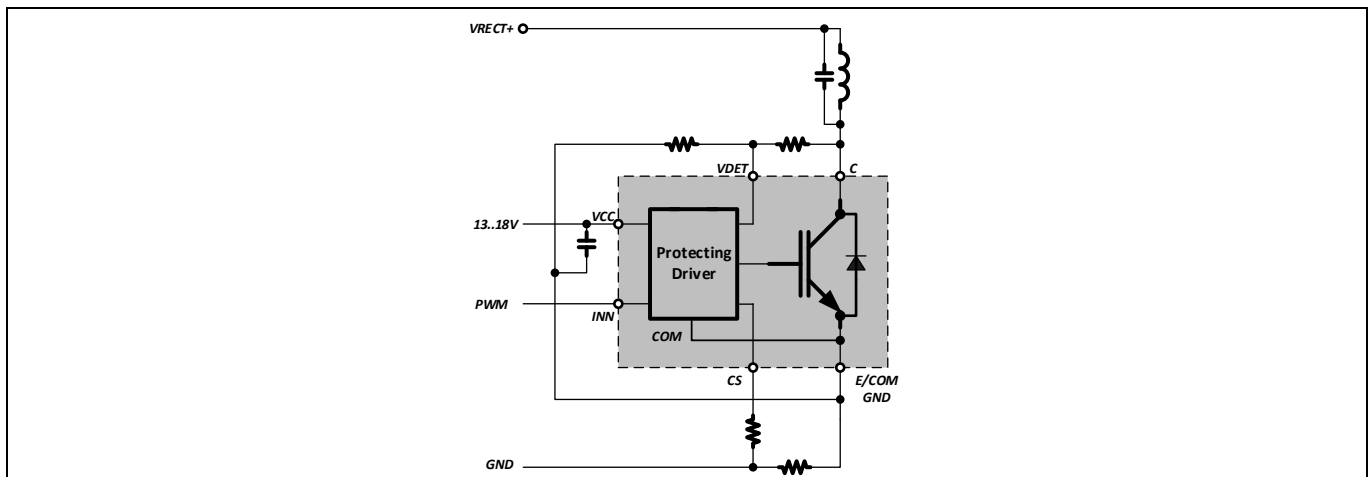 VRECT+
VDET
C
13..18V
VCC
Protecting
Driver
PWM
INN
COM
CS
E/COM
GND
GND